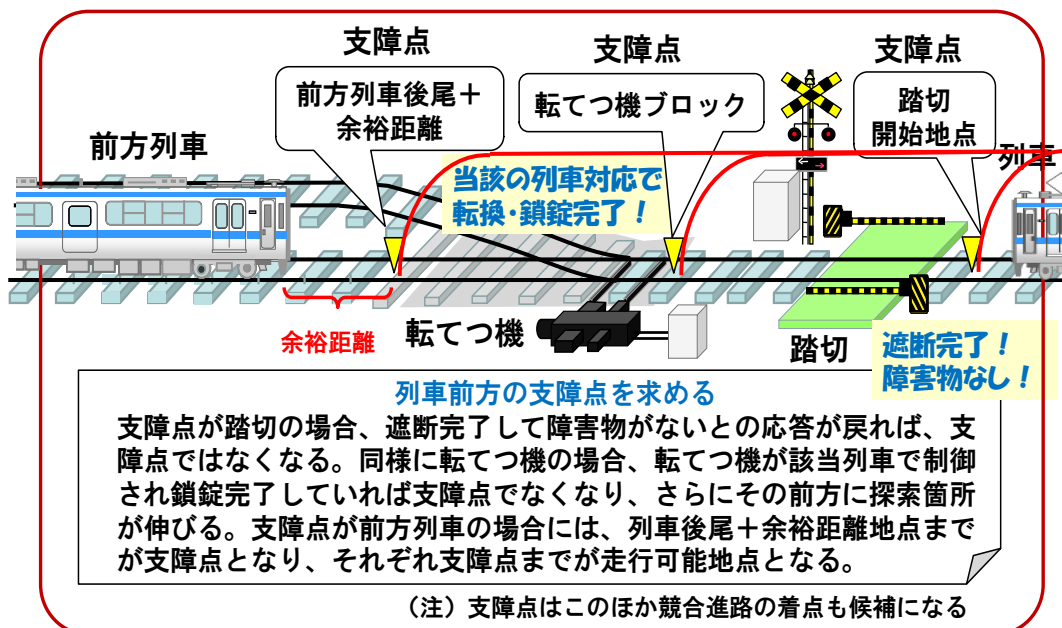 支障点
支障点
支障点
前方列車後尾＋
余裕距離
転てつ機ブロック
踏切
開始地点
前方列車
列車
当該の列車対応で
転換・鎖錠完了！
余裕距離
転てつ機
踏切
遮断完了！
障害物なし！
列車前方の支障点を求める
支障点が踏切の場合、遮断完了して障害物がないとの応答が戻れば、支
障点ではなくなる。同様に転てつ機の場合、転てつ機が該当列車で制御
され鎖錠完了していれば支障点でなくなり、さらにその前方に探索箇所
が伸びる。支障点が前方列車の場合には、列車後尾＋余裕距離地点まで
が支障点となり、それぞれ支障点までが走行可能地点となる。
（注）支障点はこのほか競合進路の着点も候補になる